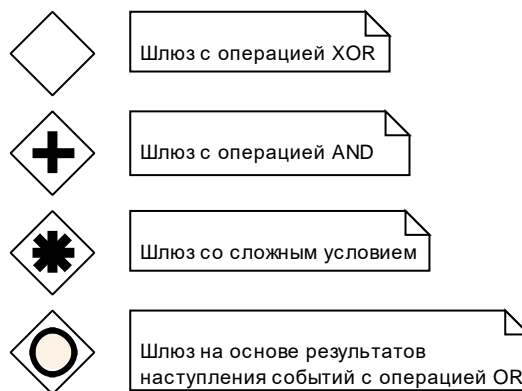 Шлюз с операцией XOR
Шлюз с операцией AND
Шлюз со сложным условием
Шлюз на основе результатов
наступления событий с операцией OR